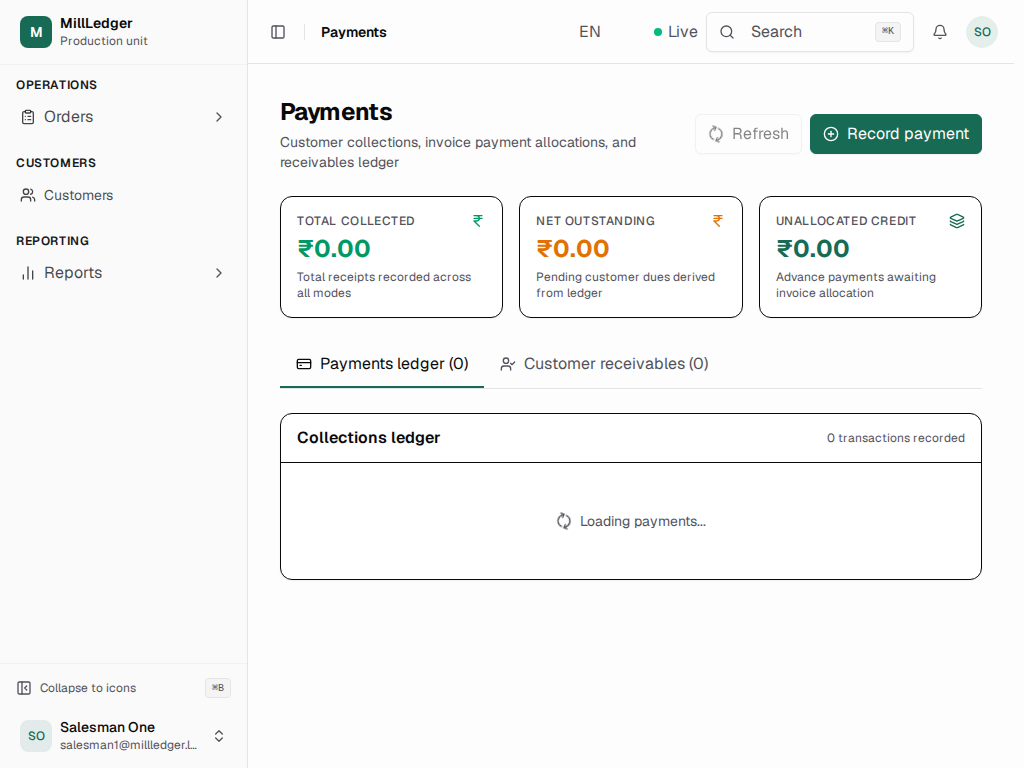 M
MillLedger
Production unit
OPERATIONS
Orders
CUSTOMERS
Customers
REPORTING
Reports
Collapse to icons
⌘B
SO
Salesman One
salesman1@millledger.l...
Payments
EN
Live
Search
⌘K
SO
Payments
Customer collections, invoice payment allocations, and
receivables ledger
Refresh
Record payment
TOTAL COLLECTED
₹
₹0.00
Total receipts recorded across
all modes
NET OUTSTANDING
₹
₹0.00
Pending customer dues derived
from ledger
UNALLOCATED CREDIT
₹0.00
Advance payments awaiting
invoice allocation
Payments ledger (0)
Customer receivables (0)
Collections ledger
0 transactions recorded
Loading payments...